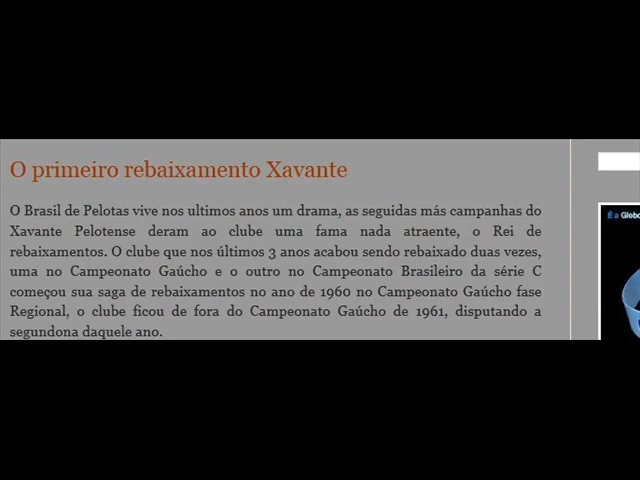 O primeiro rebaixamento Xavante
O Brasil de Pelotas vive nos ultimos anos um drama, as seguidas más campanhas do
Xavante Pelotense deram ao clube uma fama nada atraente, o Rei de
rebaixamentos. O clube que nos últimos 3 anos acabou sendo rebaixado duas vezes,
uma no Campeonato Gaúcho e o outro no Campeonato Brasileiro da série C
começou sua saga de rebaixamentos no ano de 1960 no Campeonato Gaúcho fase
Regional, o clube ficou de fora do Campeonato Gaúcho de 1961, disputando a
segundona daquele ano.
É a Globo